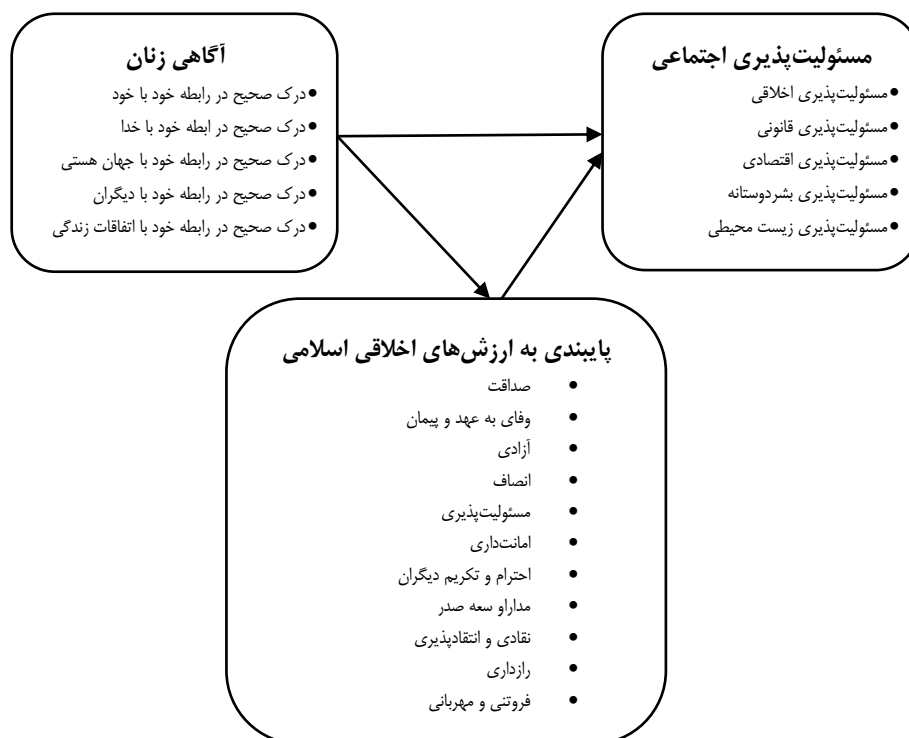 مسئولیت‌پذیری اجتماعی
●مسئولیت‌پذیری اخلاقی
●مسئولیت‌پذیری قانونی
●مسئولیت‌پذیری اقتصادی
●مسئولیت‌پذیری بشردوستانه
●مسئولیت‌پذیری زیست محیطی
آگاهی زنان
●درک صحیح در رابطه خود با خود
●درک صحیح در ابطه خود با خدا
●درک صحیح در رابطه خود با جهان هستی
●درک صحیح در رابطه خود با دیگران
●درک صحیح در رابطه خود با اتفاقات زندگی
پایبندی به ارزش‌های اخلاقی اسلامی
● صداقت
● وفای به عهد و پیمان
● آزادی
● انصاف
● مسئولیت‌پذیری
● امانت‌داری
● احترام و تکریم دیگران
● مداراو سعه صدر
● نقادی و انتقادپذیری
● رازداری
● فروتنی و مهربانی